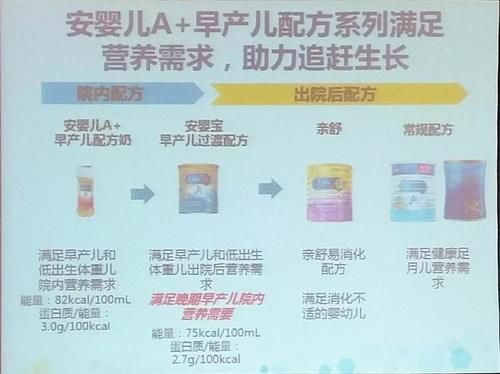 安婴儿A+早产儿配方系列满足
营养需求，助力追赶生长
院内配方
出院后配方
安婴儿A+
早产儿配方奶
安婴宝
早产儿过渡配方
亲舒
常规配方
满足早产儿和
低出生体重儿
院内营养需求
能量：82kcal/100mL
蛋白质/能量：
3.0g/100kcal
满足早产儿和低出生
体重儿出院后营养需
求
满足晚期早产儿院内
营养需要
能量：75kcal/100mL
蛋白质/能量：
2.7g/100kcal
亲舒易消化
配方
满足消化不
适的婴幼儿
满足健康足
月儿营养需
求